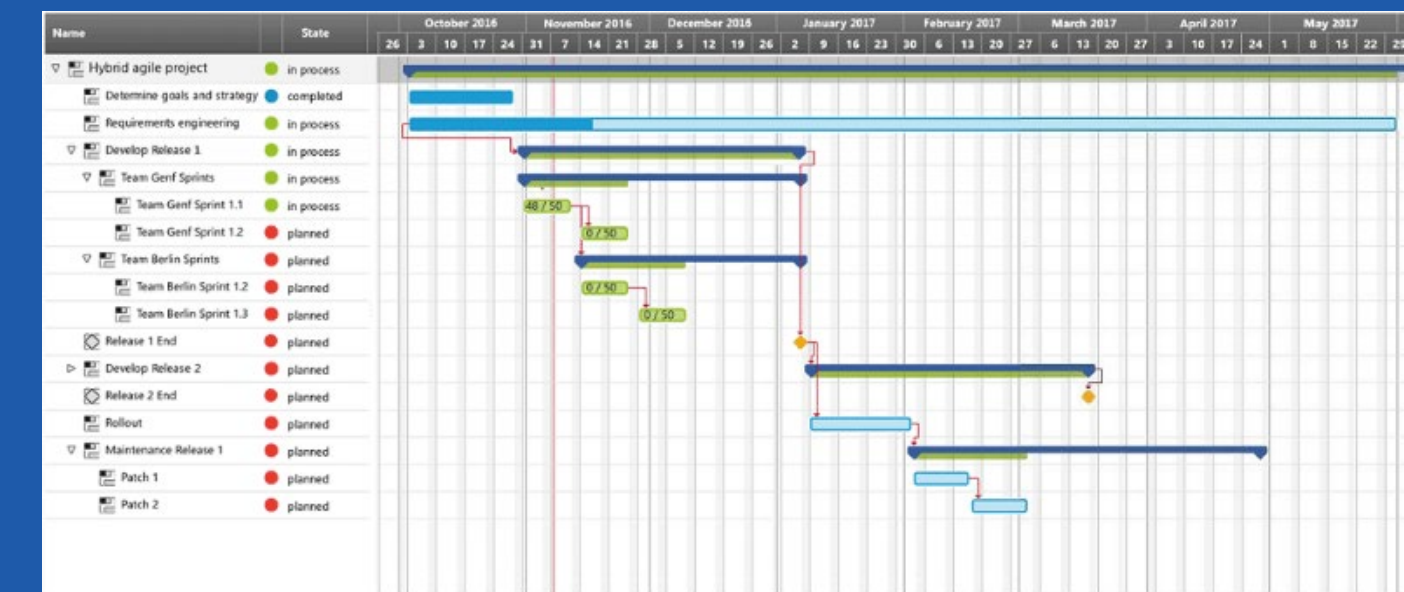 Name State October 2016 November 2016 December 2016 January 2017 February 2017 March 2017 April 2017 May 2017
26 3 10 17 24 31 7 14 21 28 5 12 19 26 2 9 16 23 30 6 13 20 27 6 13 20 27 3 10 17 24 1 8 15 22 29
Hybrid agile project in process
Determine goals and strategy completed
Requirements engineering in process
Develop Release 1 in process
Team Genf Sprints in process
Team Genf Sprint 1.1 in process 48 / 50
Team Genf Sprint 1.2 planned 0 / 50
Team Berlin Sprints planned
Team Berlin Sprint 1.2 planned 0 / 50
Team Berlin Sprint 1.3 planned 0 / 50
Release 1 End planned
Develop Release 2 planned
Release 2 End planned
Rollout planned
Maintenance Release 1 planned
Patch 1 planned
Patch 2 planned